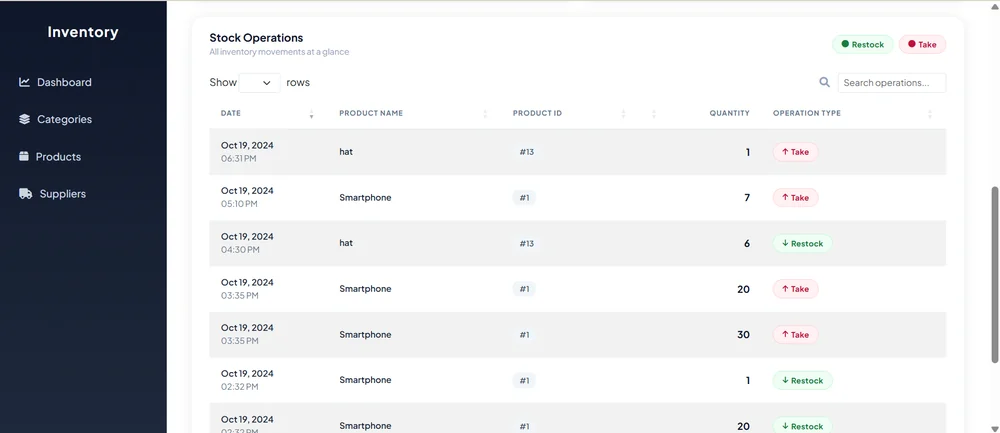 Inventory
Dashboard
Categories
Products
Suppliers
Stock Operations
All inventory movements at a glance
Restock Take
Show rows
Search operations...
DATE PRODUCT NAME PRODUCT ID QUANTITY OPERATION TYPE
Oct 19, 2024
06:31 PM
hat #13 1 ↑ Take
Oct 19, 2024
05:10 PM
Smartphone #1 7 ↑ Take
Oct 19, 2024
04:30 PM
hat #13 6 ↓ Restock
Oct 19, 2024
03:35 PM
Smartphone #1 20 ↑ Take
Oct 19, 2024
03:35 PM
Smartphone #1 30 ↑ Take
Oct 19, 2024
02:32 PM
Smartphone #1 1 ↓ Restock
Oct 19, 2024
02:32 PM
Smartphone #1 20 ↓ Restock